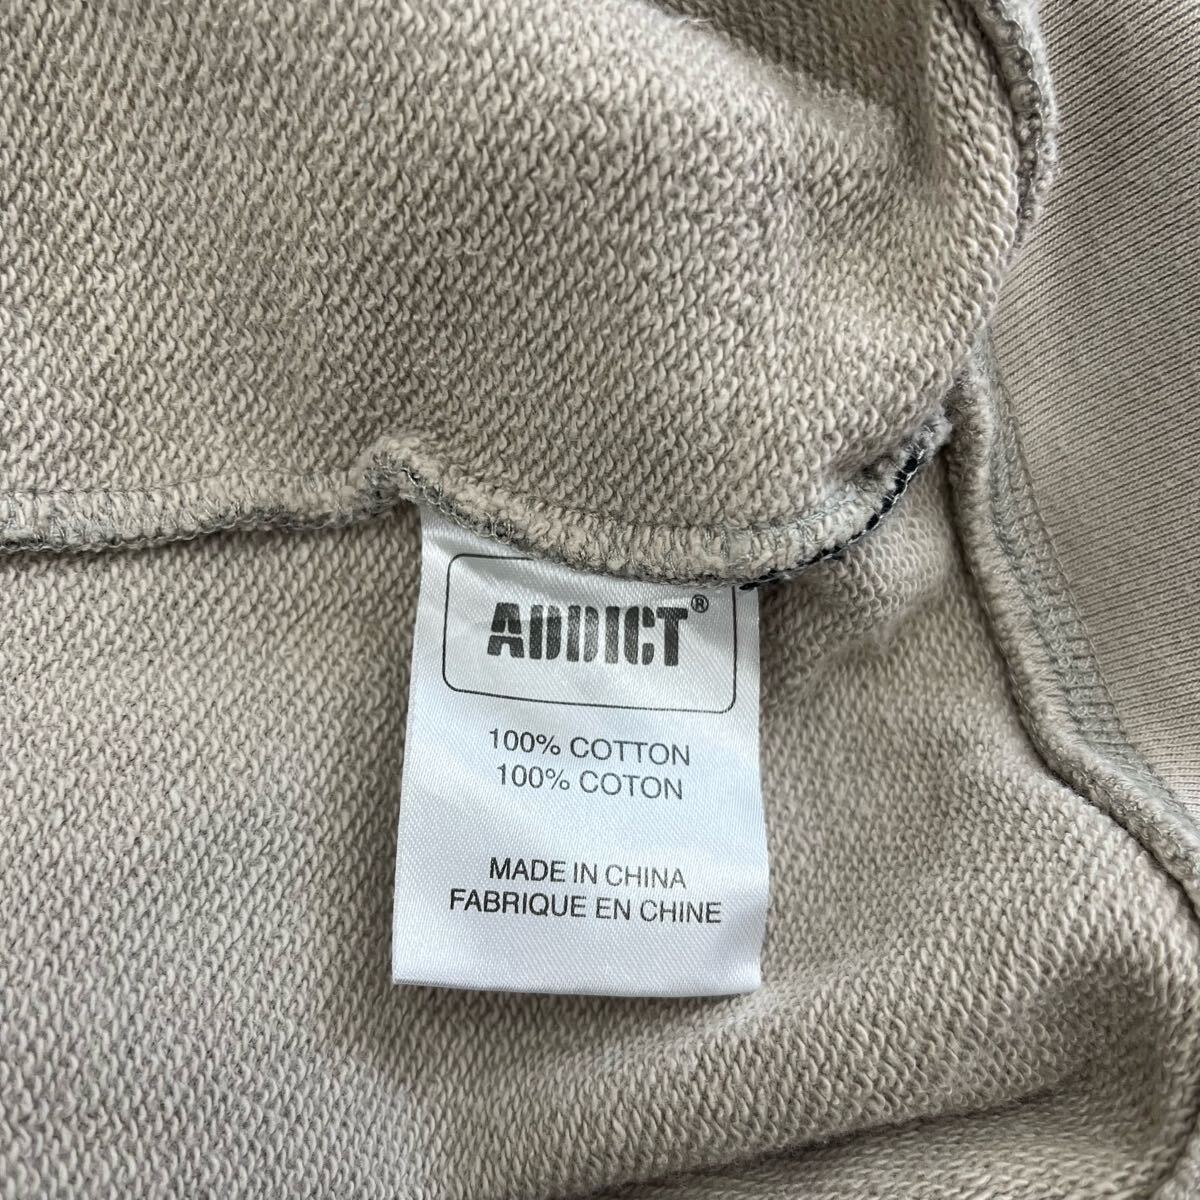 ADDICT®
100% COTTON
100% COTON
MADE IN CHINA
FABRIQUE EN CHINE